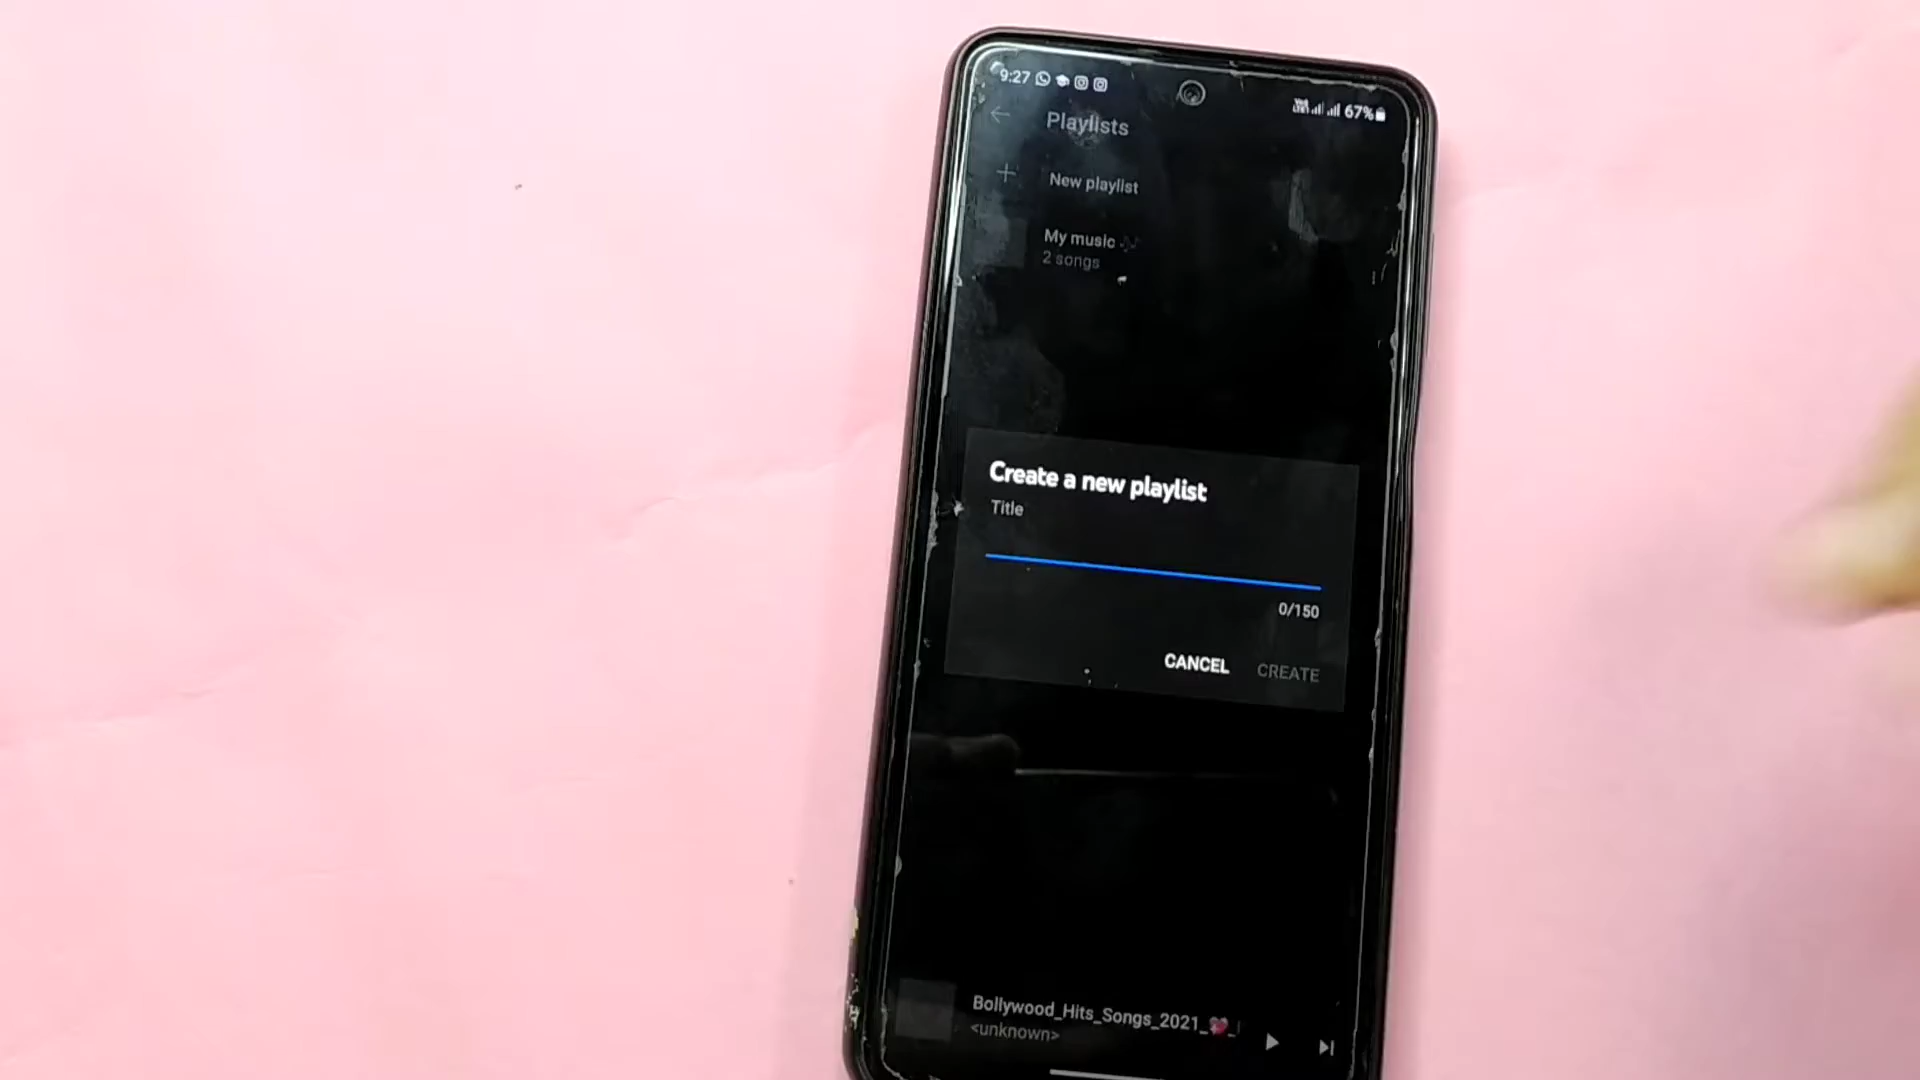 9:27
67%
Playlists
New playlist
My music 🎶
2 songs
Create a new playlist
Title
0/150
CANCEL CREATE
Bollywood_Hits_Songs_2021_💘_
<unknown>